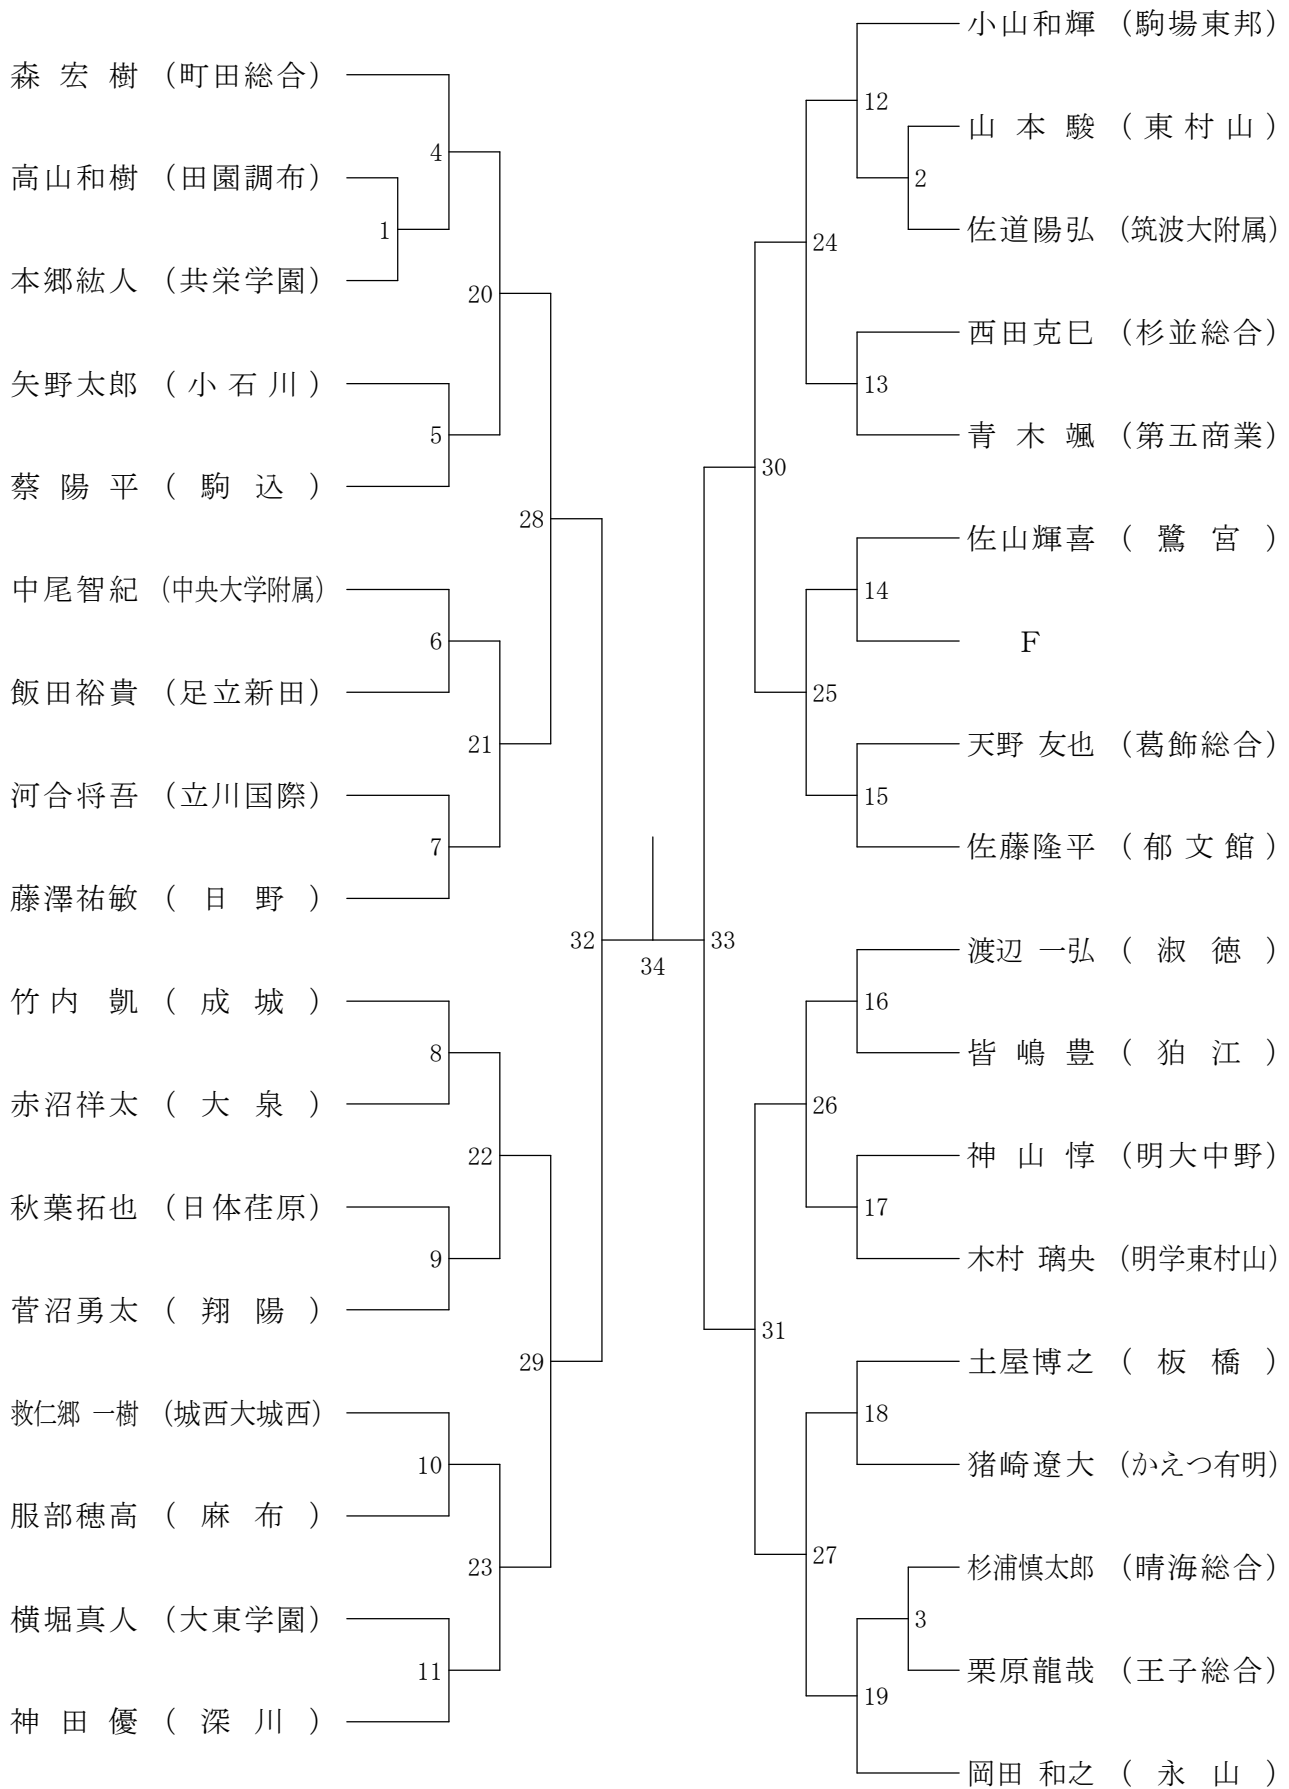 森 宏 樹 （町田総合）
4
高山和樹 （田園調布）
1
本郷紘人 （共栄学園）
20
矢野太郎 （ 小 石 川 ）
5
蔡 陽 平 （ 駒 込 ）
28
中尾智紀 （中央大学附属）
6
飯田裕貴 （足立新田）
21
河合将吾 （立川国際）
7
藤澤祐敏 （ 日 野 ）
32
竹内 凱 （ 成 城 ）
8
赤沼祥太 （ 大 泉 ）
22
秋葉拓也 （日体荏原）
9
菅沼勇太 （ 翔 陽 ）
29
救仁郷 一樹 （城西大城西）
10
服部穂高 （ 麻 布 ）
23
横堀真人 （大東学園）
11
神 田 優 （ 深 川 ）
34
小山和輝 （駒場東邦）
12
山 本 駿 （ 東 村 山 ）
2
佐道陽弘 （筑波大附属）
24
西田克巳 （杉並総合）
13
青 木 颯 （第五商業）
30
佐山輝喜 （ 鷺 宮 ）
14
F
25
天野 友也 （葛飾総合）
15
佐藤隆平 （ 郁 文 館 ）
33
渡辺 一弘 （ 淑 徳 ）
16
皆 嶋 豊 （ 狛 江 ）
26
神 山 惇 （明大中野）
17
木村 璃央 （明学東村山）
31
土屋博之 （ 板 橋 ）
18
猪崎遼大 （かえつ有明）
27
杉浦慎太郎 （晴海総合）
3
栗原龍哉 （王子総合）
19
岡田 和之 （ 永 山 ）